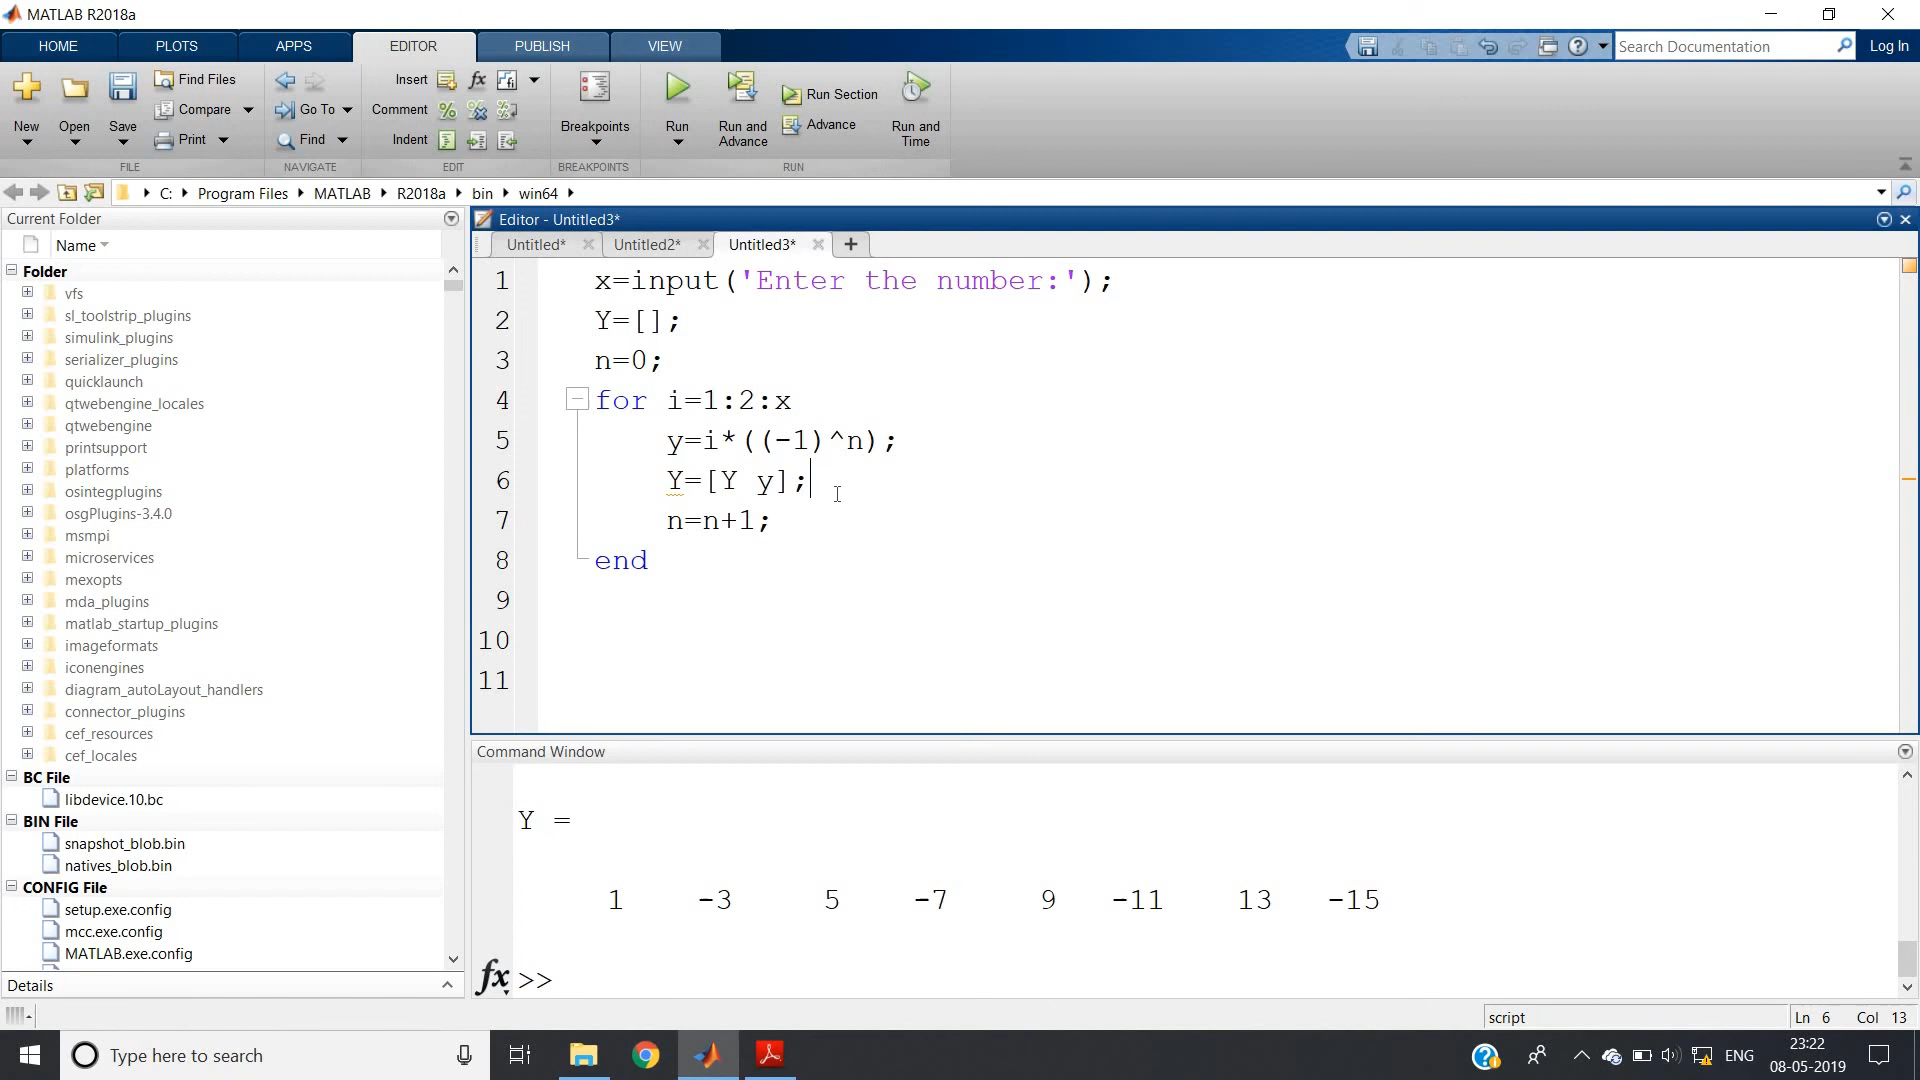 MATLAB R2018a
HOME PLOTS APPS EDITOR PUBLISH VIEW Search Documentation Log In
New Open Save Find Files Compare Print
Go To Find
Insert fx Comment Indent
Breakpoints Run Run and Advance Run Section Advance Run and Time
FILE NAVIGATE EDIT BREAKPOINTS RUN
C: Program Files MATLAB R2018a bin win64
Current Folder
Name
Folder
vfs
sl_toolstrip_plugins
simulink_plugins
serializer_plugins
quicklaunch
qtwebengine_locales
qtwebengine
printsupport
platforms
osintegplugins
osgPlugins-3.4.0
msmpi
microservices
mexopts
mda_plugins
matlab_startup_plugins
imageformats
iconengines
diagram_autoLayout_handlers
connector_plugins
cef_resources
cef_locales
BC File
libdevice.10.bc
BIN File
snapshot_blob.bin
natives_blob.bin
CONFIG File
setup.exe.config
mcc.exe.config
MATLAB.exe.config
Details
Editor - Untitled3*
Untitled* Untitled2* Untitled3*
1 x=input('Enter the number:');
2 Y=[];
3 n=0;
4 for i=1:2:x
5 y=i*((-1)^n);
6 Y=[Y y];
7 n=n+1;
8 end
9
10
11
Command Window
Y =
1 -3 5 -7 9 -11 13 -15
fx >>
script Ln 6 Col 13
Type here to search ENG 23:22
08-05-2019